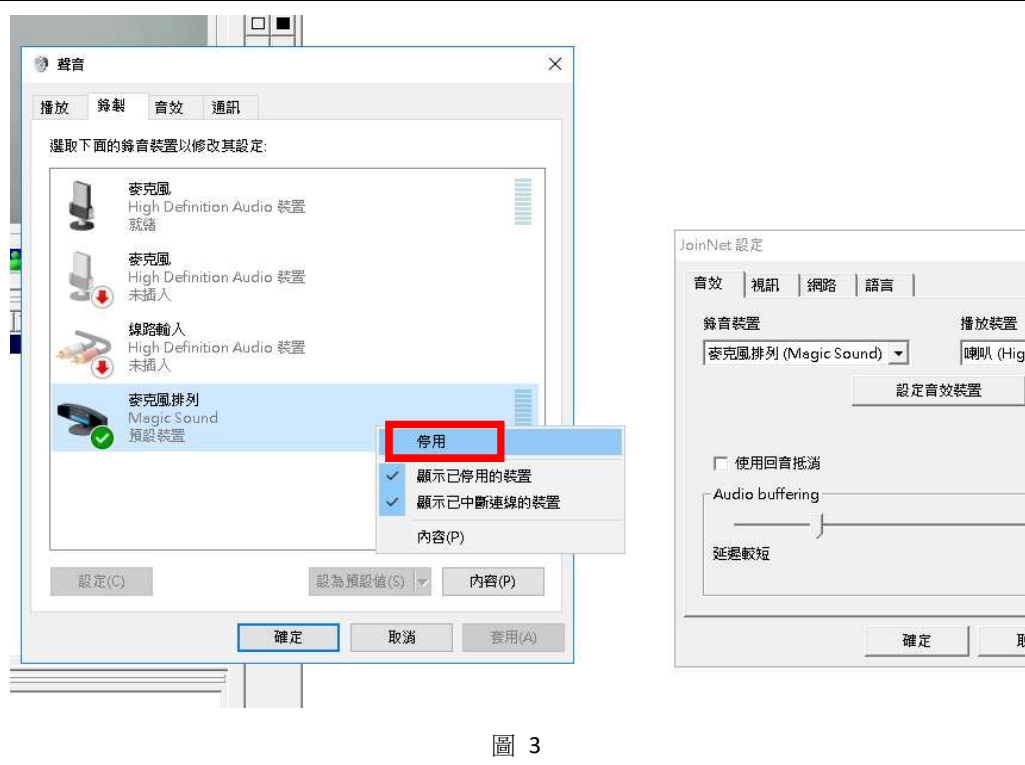 聲音
播放 錄製 音效 通訊
選取下面的錄音裝置以修改其設定:
麥克風
High Definition Audio 裝置
就緒
麥克風
High Definition Audio 裝置
未插入
線路輸入
High Definition Audio 裝置
未插入
麥克風排列
Magic Sound
預設裝置
停用
顯示已停用的裝置
顯示已中斷連線的裝置
內容(P)
設定(C) 設為預設值(S) 內容(P)
確定 取消 套用(A)
JoinNet 設定
音效 視訊 網路 語言
錄音裝置 播放裝置
麥克風排列 (Magic Sound) 喇叭 (Hig
設定音效裝置
使用回音抵消
Audio buffering
延遲較短
確定
圖 3